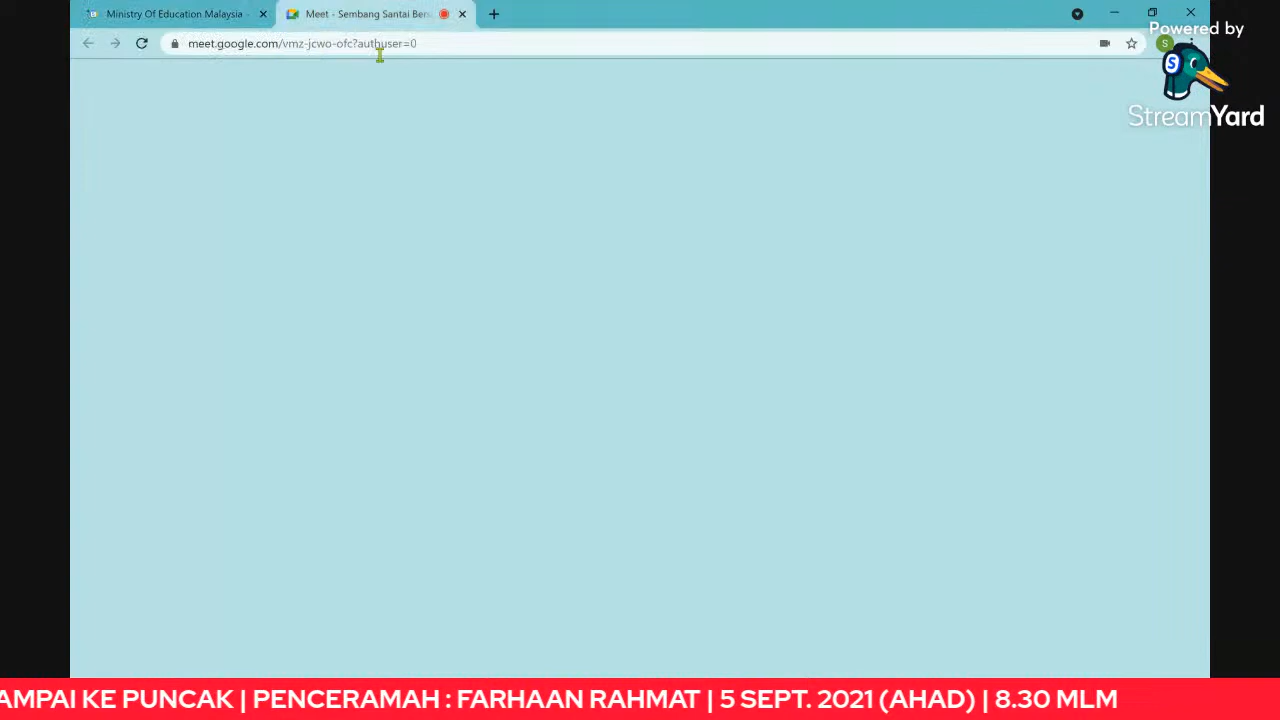 Ministry Of Education Malaysia -
Meet - Sembang Santai Ber
meet.google.com/vmz-jcwo-ofc?authuser=0
S
Powered by
S
StreamYard
AMPAI KE PUNCAK | PENCERAMAH : FARHAAN RAHMAT | 5 SEPT. 2021 (AHAD) | 8.30 MLM